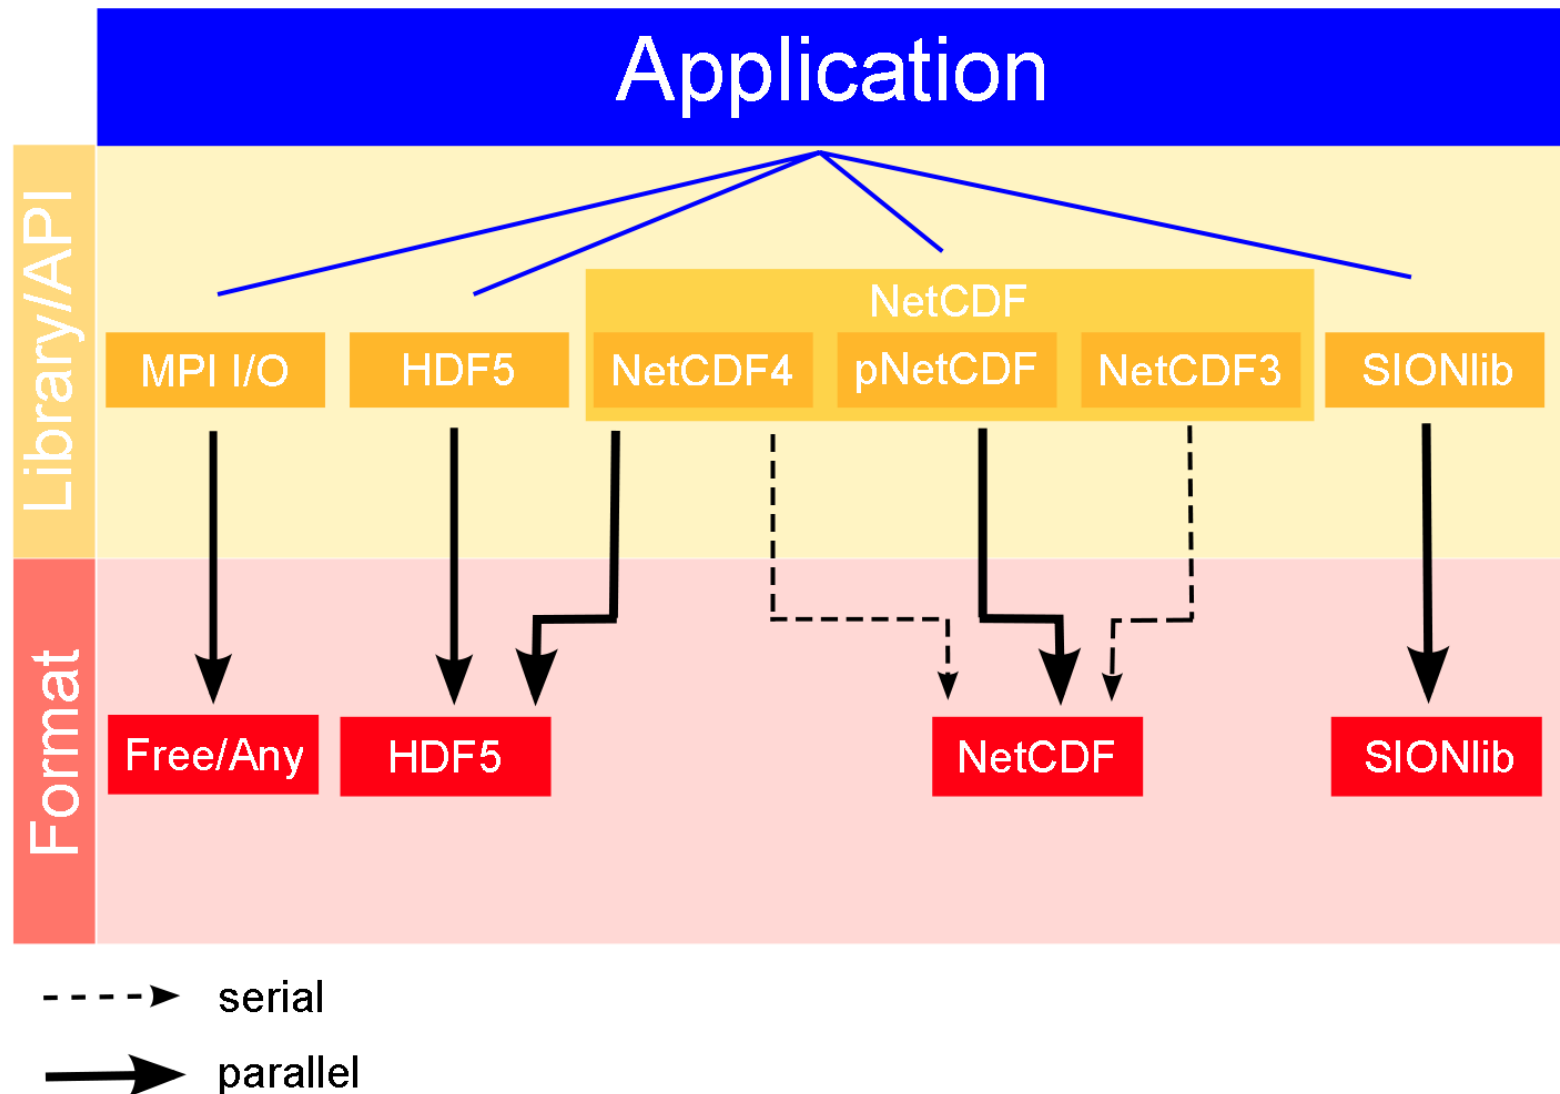 Application
Library/API
NetCDF
MPI I/O
HDF5
NetCDF4
pNetCDF
NetCDF3
SIONlib
Format
Free/Any
HDF5
NetCDF
SIONlib
serial
parallel